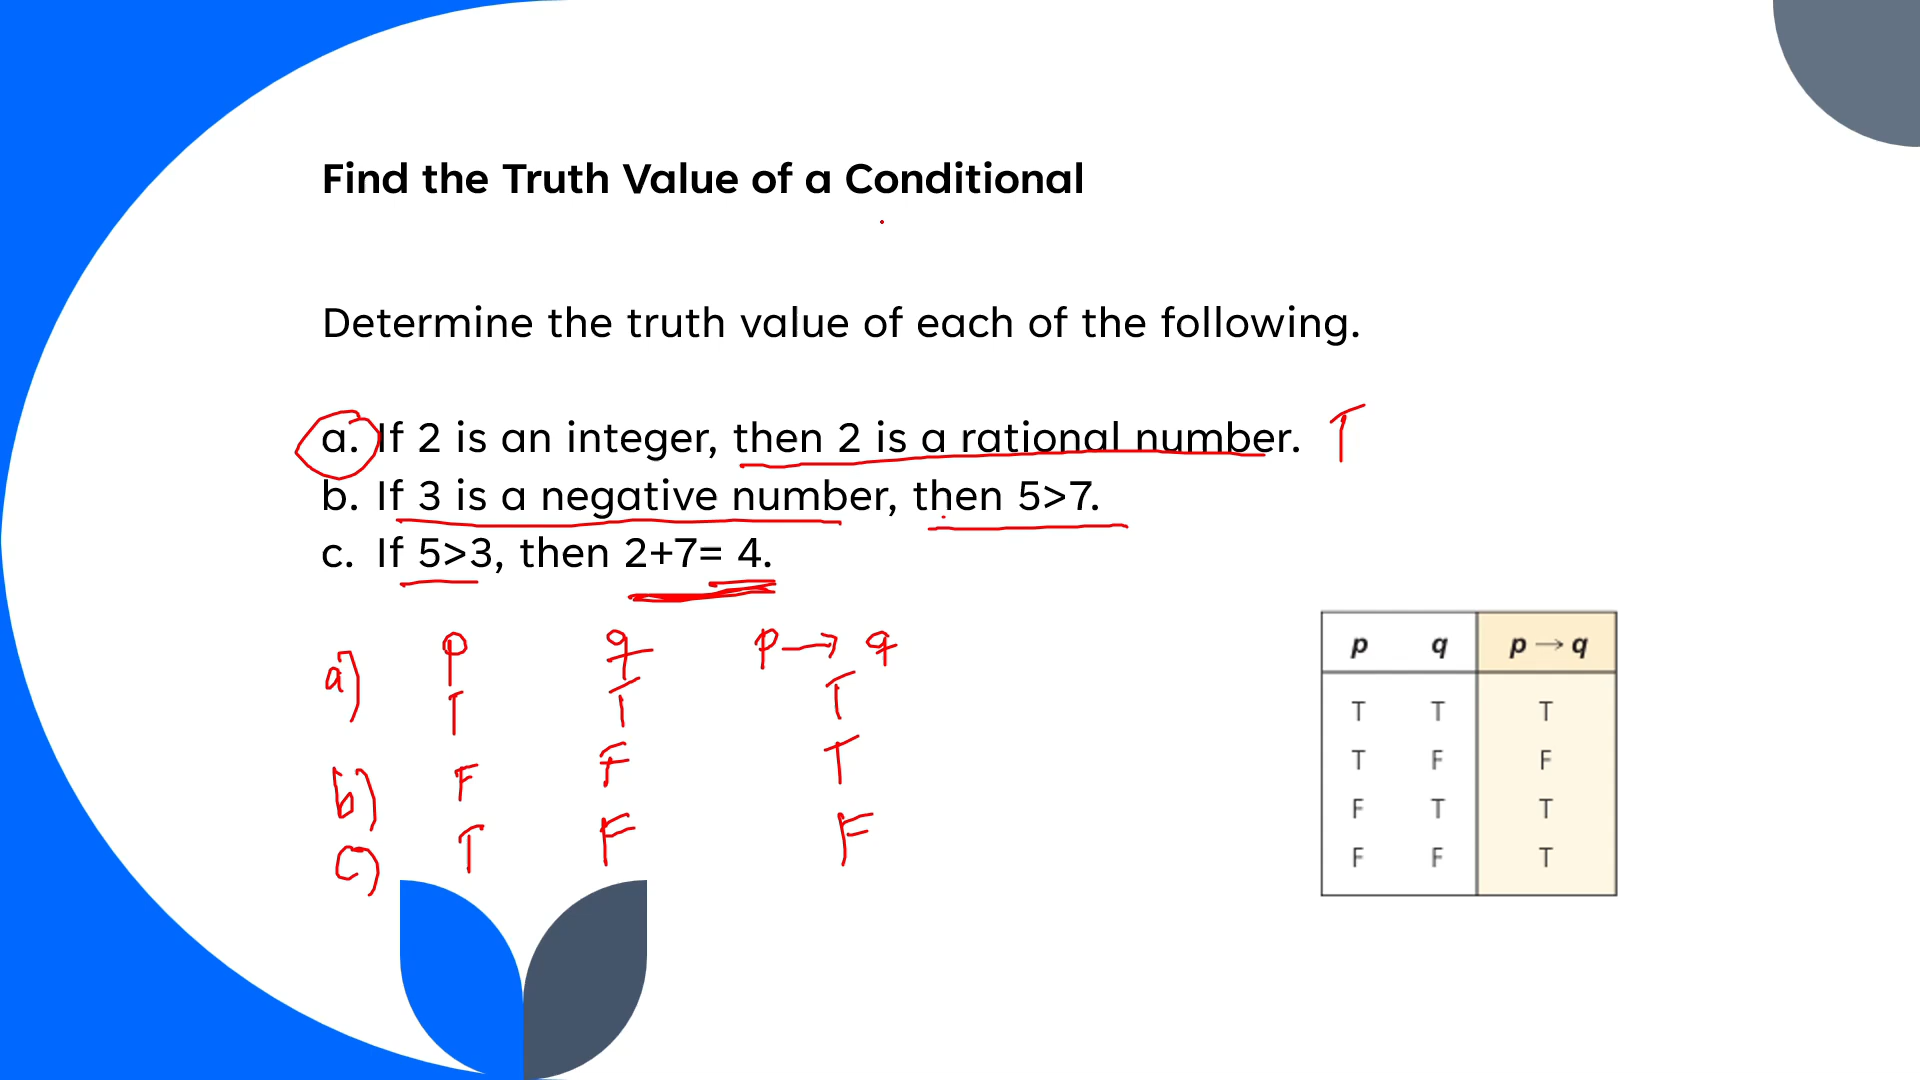 Find the Truth Value of a Conditional
Determine the truth value of each of the following.
a. If 2 is an integer, then 2 is a rational number. T
b. If 3 is a negative number, then 5>7.
c. If 5>3, then 2+7= 4.
a) p q p → q
T T T
b) F F T
c) T F F
p q p → q
T T T
T F F
F T T
F F T